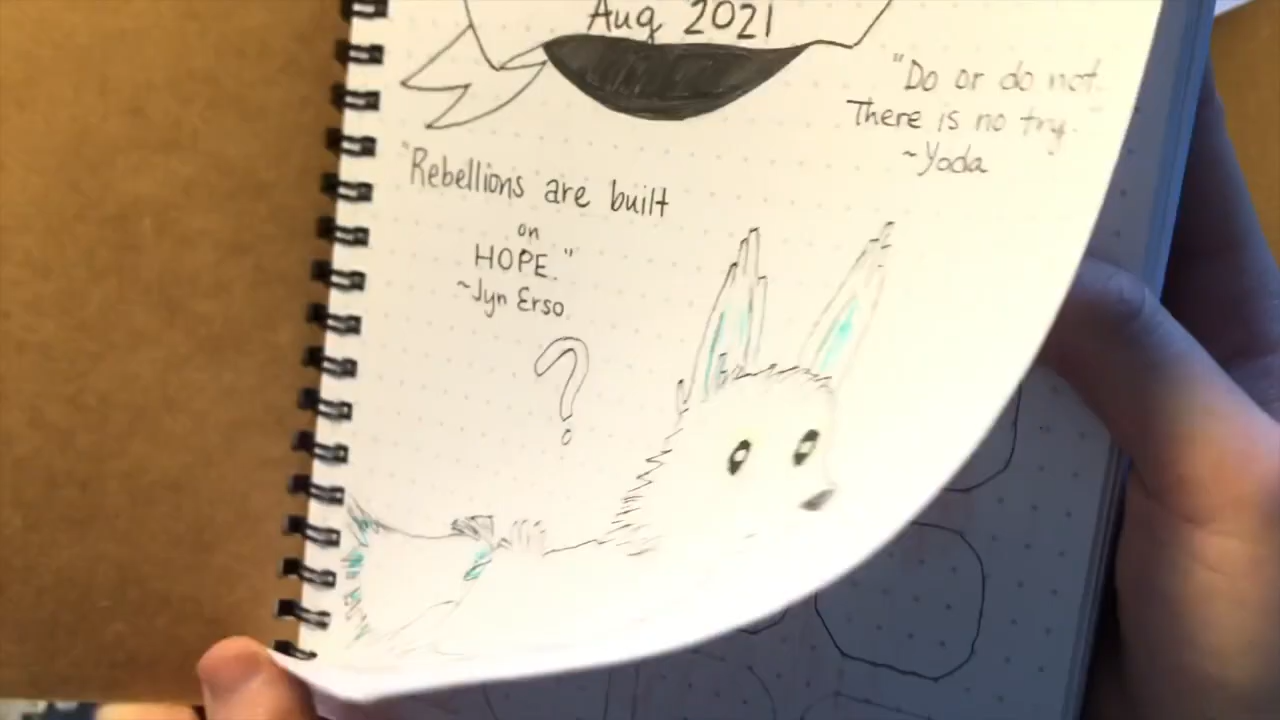 Aug 2021
"Do or do not.
There is no try.
~Yoda
"Rebellions are built
on
HOPE."
~Jyn Erso
?